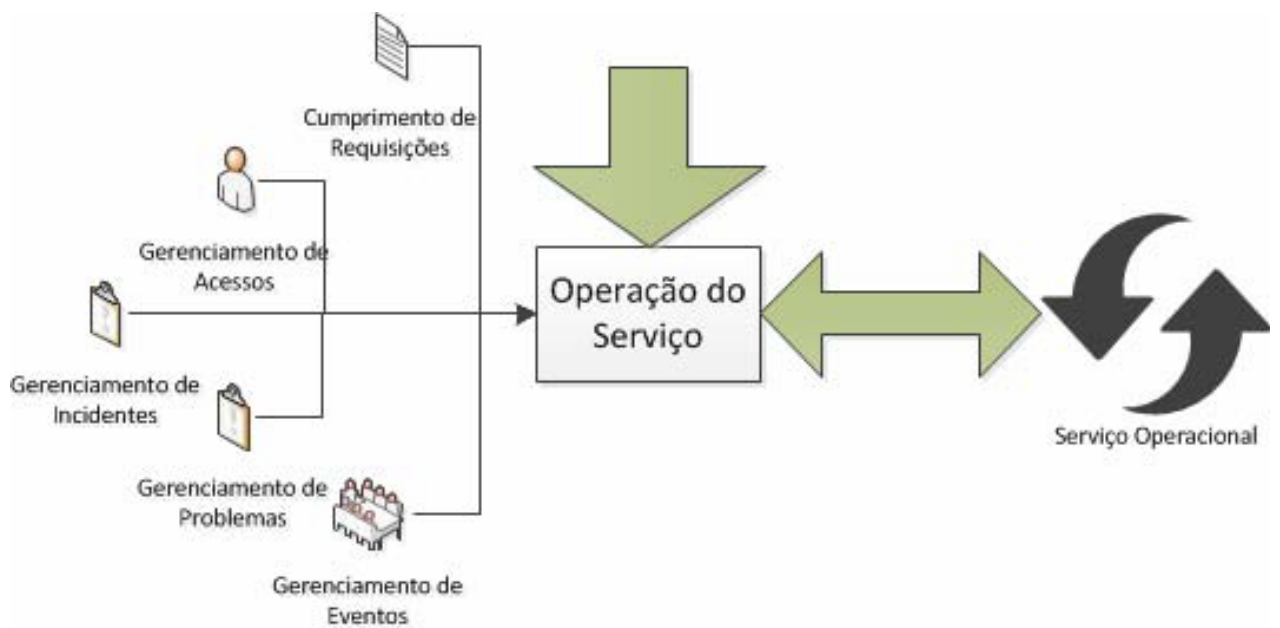 Cumprimento de
Requisições
Gerenciamento de
Acessos
Operação do
Serviço
Gerenciamento de
Incidentes
Serviço Operacional
Gerenciamento de
Problemas
Gerenciamento de
Eventos